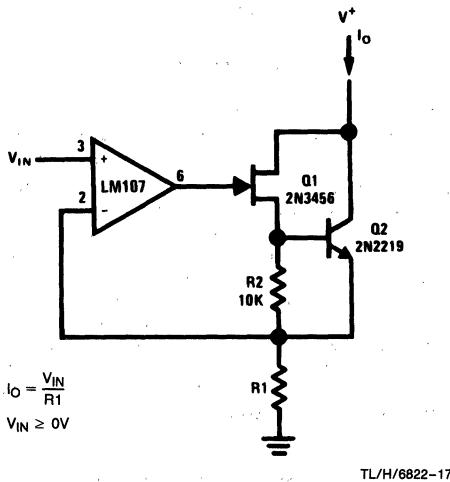 V+
IO
3
VIN
+
LM107
6
2
−
Q1
2N3456
Q2
2N2219
R2
10K
IO = VIN
R1
VIN ≥ 0V
R1
TL/H/6822–17